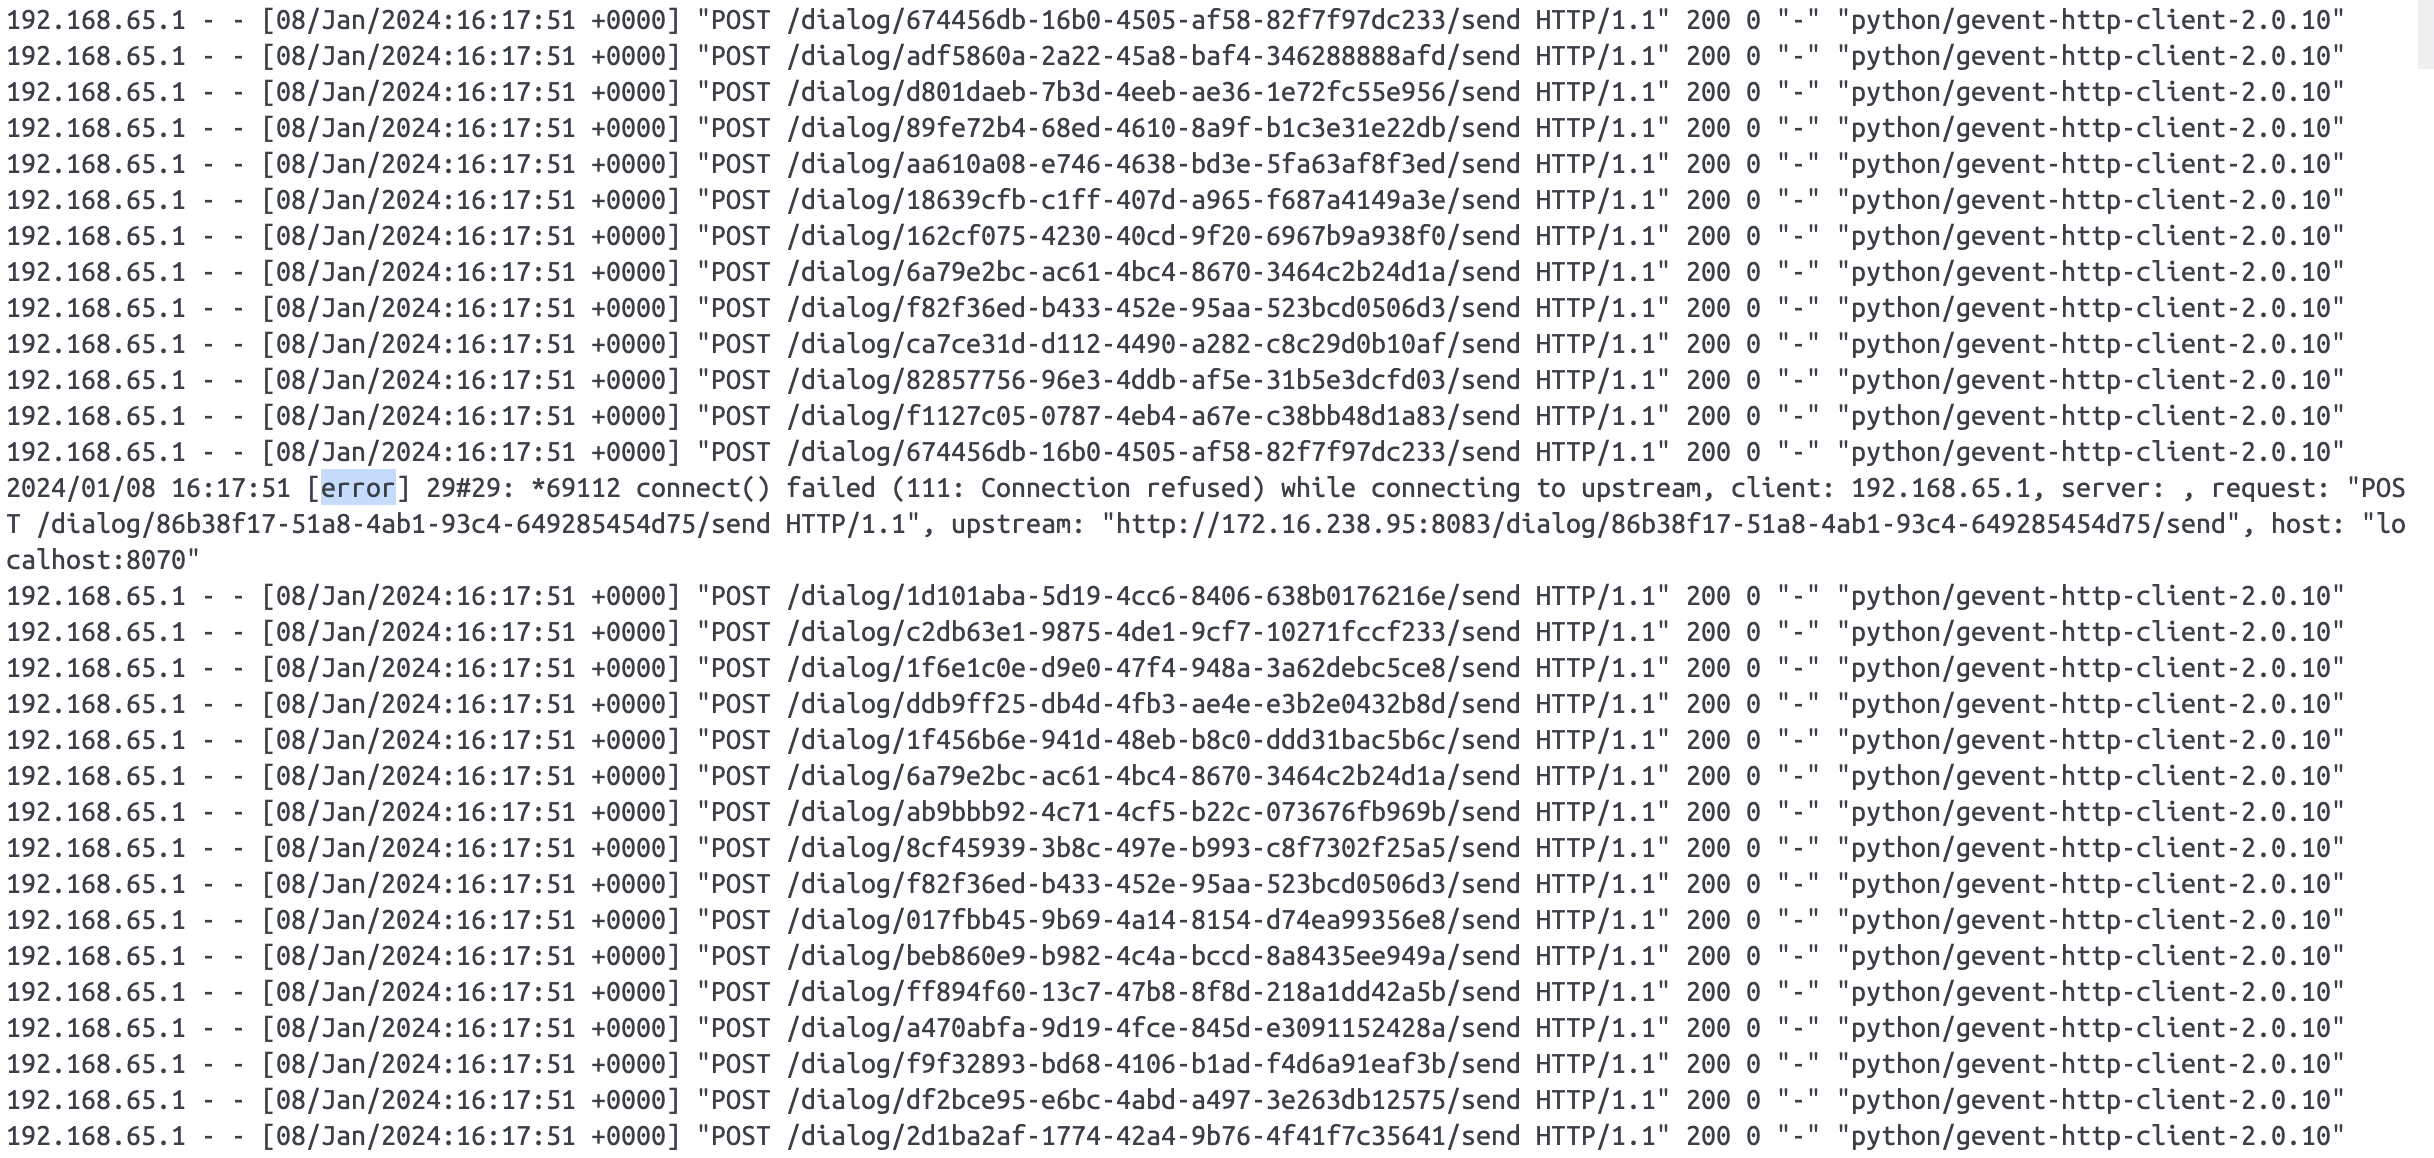 192.168.65.1 - - [08/Jan/2024:16:17:51 +0000] "POST /dialog/674456db-16b0-4505-af58-82f7f97dc233/send HTTP/1.1" 200 0 "-" "python/gevent-http-client-2.0.10"
192.168.65.1 - - [08/Jan/2024:16:17:51 +0000] "POST /dialog/adf5860a-2a22-45a8-baf4-346288888afd/send HTTP/1.1" 200 0 "-" "python/gevent-http-client-2.0.10"
192.168.65.1 - - [08/Jan/2024:16:17:51 +0000] "POST /dialog/d801daeb-7b3d-4eeb-ae36-1e72fc55e956/send HTTP/1.1" 200 0 "-" "python/gevent-http-client-2.0.10"
192.168.65.1 - - [08/Jan/2024:16:17:51 +0000] "POST /dialog/89fe72b4-68ed-4610-8a9f-b1c3e31e22db/send HTTP/1.1" 200 0 "-" "python/gevent-http-client-2.0.10"
192.168.65.1 - - [08/Jan/2024:16:17:51 +0000] "POST /dialog/aa610a08-e746-4638-bd3e-5fa63af8f3ed/send HTTP/1.1" 200 0 "-" "python/gevent-http-client-2.0.10"
192.168.65.1 - - [08/Jan/2024:16:17:51 +0000] "POST /dialog/18639cfb-c1ff-407d-a965-f687a4149a3e/send HTTP/1.1" 200 0 "-" "python/gevent-http-client-2.0.10"
192.168.65.1 - - [08/Jan/2024:16:17:51 +0000] "POST /dialog/162cf075-4230-40cd-9f20-6967b9a938f0/send HTTP/1.1" 200 0 "-" "python/gevent-http-client-2.0.10"
192.168.65.1 - - [08/Jan/2024:16:17:51 +0000] "POST /dialog/6a79e2bc-ac61-4bc4-8670-3464c2b24d1a/send HTTP/1.1" 200 0 "-" "python/gevent-http-client-2.0.10"
192.168.65.1 - - [08/Jan/2024:16:17:51 +0000] "POST /dialog/f82f36ed-b433-452e-95aa-523bcd0506d3/send HTTP/1.1" 200 0 "-" "python/gevent-http-client-2.0.10"
192.168.65.1 - - [08/Jan/2024:16:17:51 +0000] "POST /dialog/ca7ce31d-d112-4490-a282-c8c29d0b10af/send HTTP/1.1" 200 0 "-" "python/gevent-http-client-2.0.10"
192.168.65.1 - - [08/Jan/2024:16:17:51 +0000] "POST /dialog/82857756-96e3-4ddb-af5e-31b5e3dcfd03/send HTTP/1.1" 200 0 "-" "python/gevent-http-client-2.0.10"
192.168.65.1 - - [08/Jan/2024:16:17:51 +0000] "POST /dialog/f1127c05-0787-4eb4-a67e-c38bb48d1a83/send HTTP/1.1" 200 0 "-" "python/gevent-http-client-2.0.10"
192.168.65.1 - - [08/Jan/2024:16:17:51 +0000] "POST /dialog/674456db-16b0-4505-af58-82f7f97dc233/send HTTP/1.1" 200 0 "-" "python/gevent-http-client-2.0.10"
2024/01/08 16:17:51 [error] 29#29: *69112 connect() failed (111: Connection refused) while connecting to upstream, client: 192.168.65.1, server: , request: "POS
T /dialog/86b38f17-51a8-4ab1-93c4-649285454d75/send HTTP/1.1", upstream: "http://172.16.238.95:8083/dialog/86b38f17-51a8-4ab1-93c4-649285454d75/send", host: "lo
calhost:8070"
192.168.65.1 - - [08/Jan/2024:16:17:51 +0000] "POST /dialog/1d101aba-5d19-4cc6-8406-638b0176216e/send HTTP/1.1" 200 0 "-" "python/gevent-http-client-2.0.10"
192.168.65.1 - - [08/Jan/2024:16:17:51 +0000] "POST /dialog/c2db63e1-9875-4de1-9cf7-10271fccf233/send HTTP/1.1" 200 0 "-" "python/gevent-http-client-2.0.10"
192.168.65.1 - - [08/Jan/2024:16:17:51 +0000] "POST /dialog/1f6e1c0e-d9e0-47f4-948a-3a62debc5ce8/send HTTP/1.1" 200 0 "-" "python/gevent-http-client-2.0.10"
192.168.65.1 - - [08/Jan/2024:16:17:51 +0000] "POST /dialog/ddb9ff25-db4d-4fb3-ae4e-e3b2e0432b8d/send HTTP/1.1" 200 0 "-" "python/gevent-http-client-2.0.10"
192.168.65.1 - - [08/Jan/2024:16:17:51 +0000] "POST /dialog/1f456b6e-941d-48eb-b8c0-ddd31bac5b6c/send HTTP/1.1" 200 0 "-" "python/gevent-http-client-2.0.10"
192.168.65.1 - - [08/Jan/2024:16:17:51 +0000] "POST /dialog/6a79e2bc-ac61-4bc4-8670-3464c2b24d1a/send HTTP/1.1" 200 0 "-" "python/gevent-http-client-2.0.10"
192.168.65.1 - - [08/Jan/2024:16:17:51 +0000] "POST /dialog/ab9bbb92-4c71-4cf5-b22c-073676fb969b/send HTTP/1.1" 200 0 "-" "python/gevent-http-client-2.0.10"
192.168.65.1 - - [08/Jan/2024:16:17:51 +0000] "POST /dialog/8cf45939-3b8c-497e-b993-c8f7302f25a5/send HTTP/1.1" 200 0 "-" "python/gevent-http-client-2.0.10"
192.168.65.1 - - [08/Jan/2024:16:17:51 +0000] "POST /dialog/f82f36ed-b433-452e-95aa-523bcd0506d3/send HTTP/1.1" 200 0 "-" "python/gevent-http-client-2.0.10"
192.168.65.1 - - [08/Jan/2024:16:17:51 +0000] "POST /dialog/017fbb45-9b69-4a14-8154-d74ea99356e8/send HTTP/1.1" 200 0 "-" "python/gevent-http-client-2.0.10"
192.168.65.1 - - [08/Jan/2024:16:17:51 +0000] "POST /dialog/beb860e9-b982-4c4a-bccd-8a8435ee949a/send HTTP/1.1" 200 0 "-" "python/gevent-http-client-2.0.10"
192.168.65.1 - - [08/Jan/2024:16:17:51 +0000] "POST /dialog/ff894f60-13c7-47b8-8f8d-218a1dd42a5b/send HTTP/1.1" 200 0 "-" "python/gevent-http-client-2.0.10"
192.168.65.1 - - [08/Jan/2024:16:17:51 +0000] "POST /dialog/a470abfa-9d19-4fce-845d-e3091152428a/send HTTP/1.1" 200 0 "-" "python/gevent-http-client-2.0.10"
192.168.65.1 - - [08/Jan/2024:16:17:51 +0000] "POST /dialog/f9f32893-bd68-4106-b1ad-f4d6a91eaf3b/send HTTP/1.1" 200 0 "-" "python/gevent-http-client-2.0.10"
192.168.65.1 - - [08/Jan/2024:16:17:51 +0000] "POST /dialog/df2bce95-e6bc-4abd-a497-3e263db12575/send HTTP/1.1" 200 0 "-" "python/gevent-http-client-2.0.10"
192.168.65.1 - - [08/Jan/2024:16:17:51 +0000] "POST /dialog/2d1ba2af-1774-42a4-9b76-4f41f7c35641/send HTTP/1.1" 200 0 "-" "python/gevent-http-client-2.0.10"